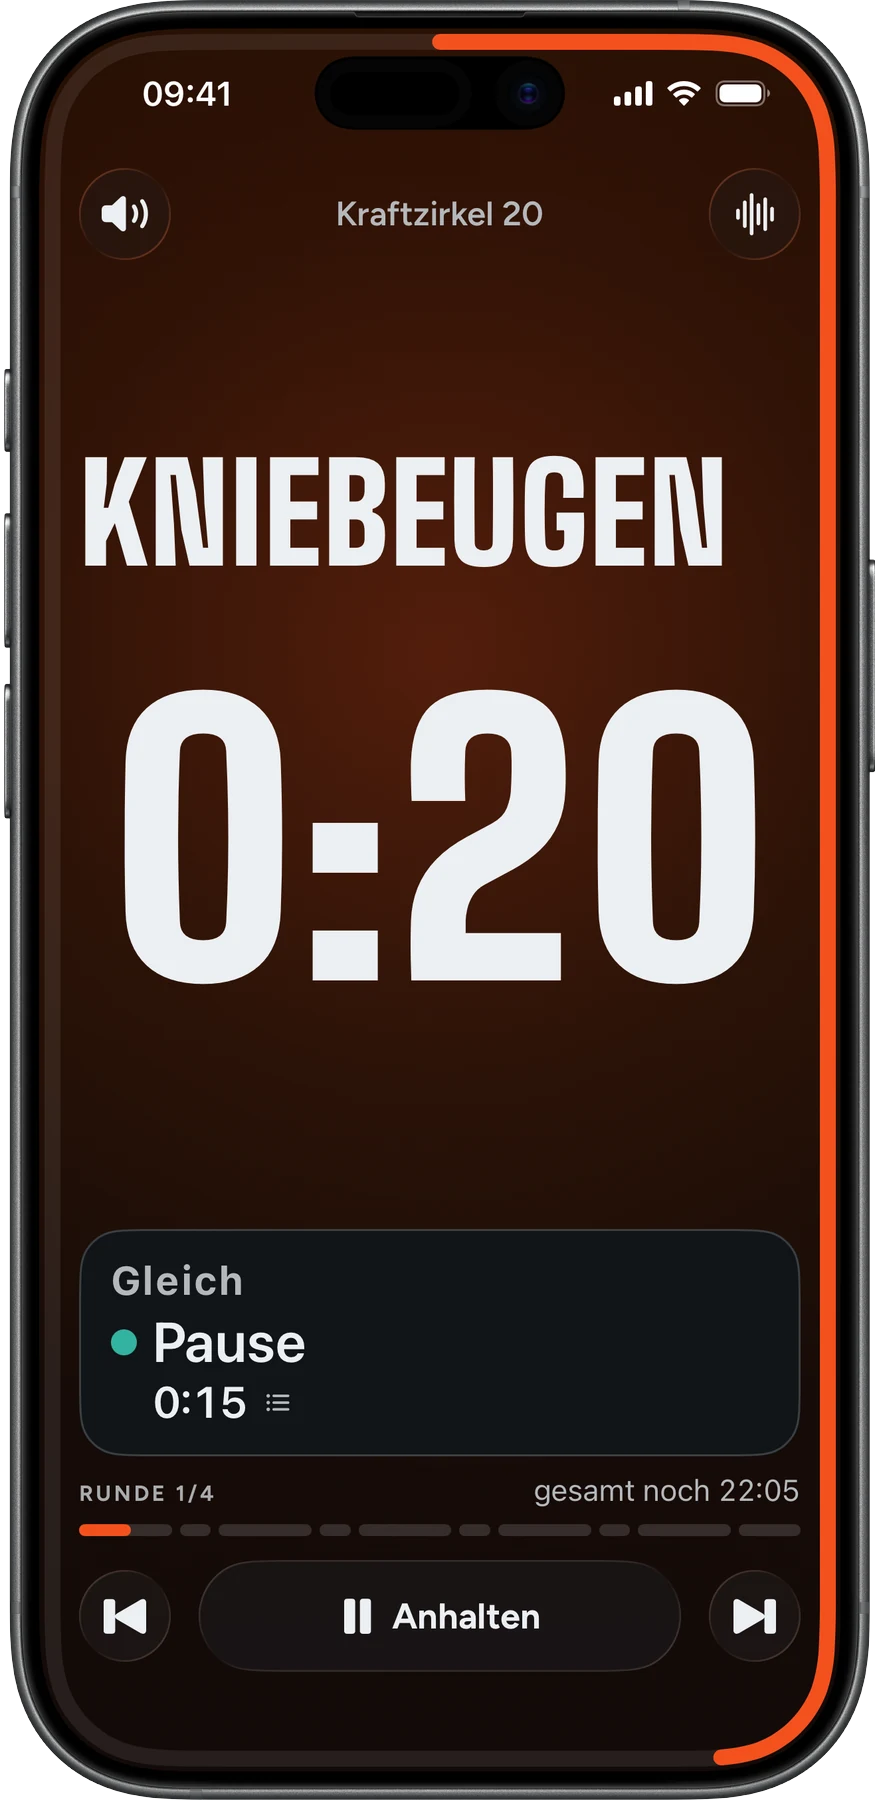 09:41
Kraftzirkel 20
KNIEBEUGEN
0:20
Gleich
Pause
0:15
RUNDE 1/4
gesamt noch 22:05
Anhalten